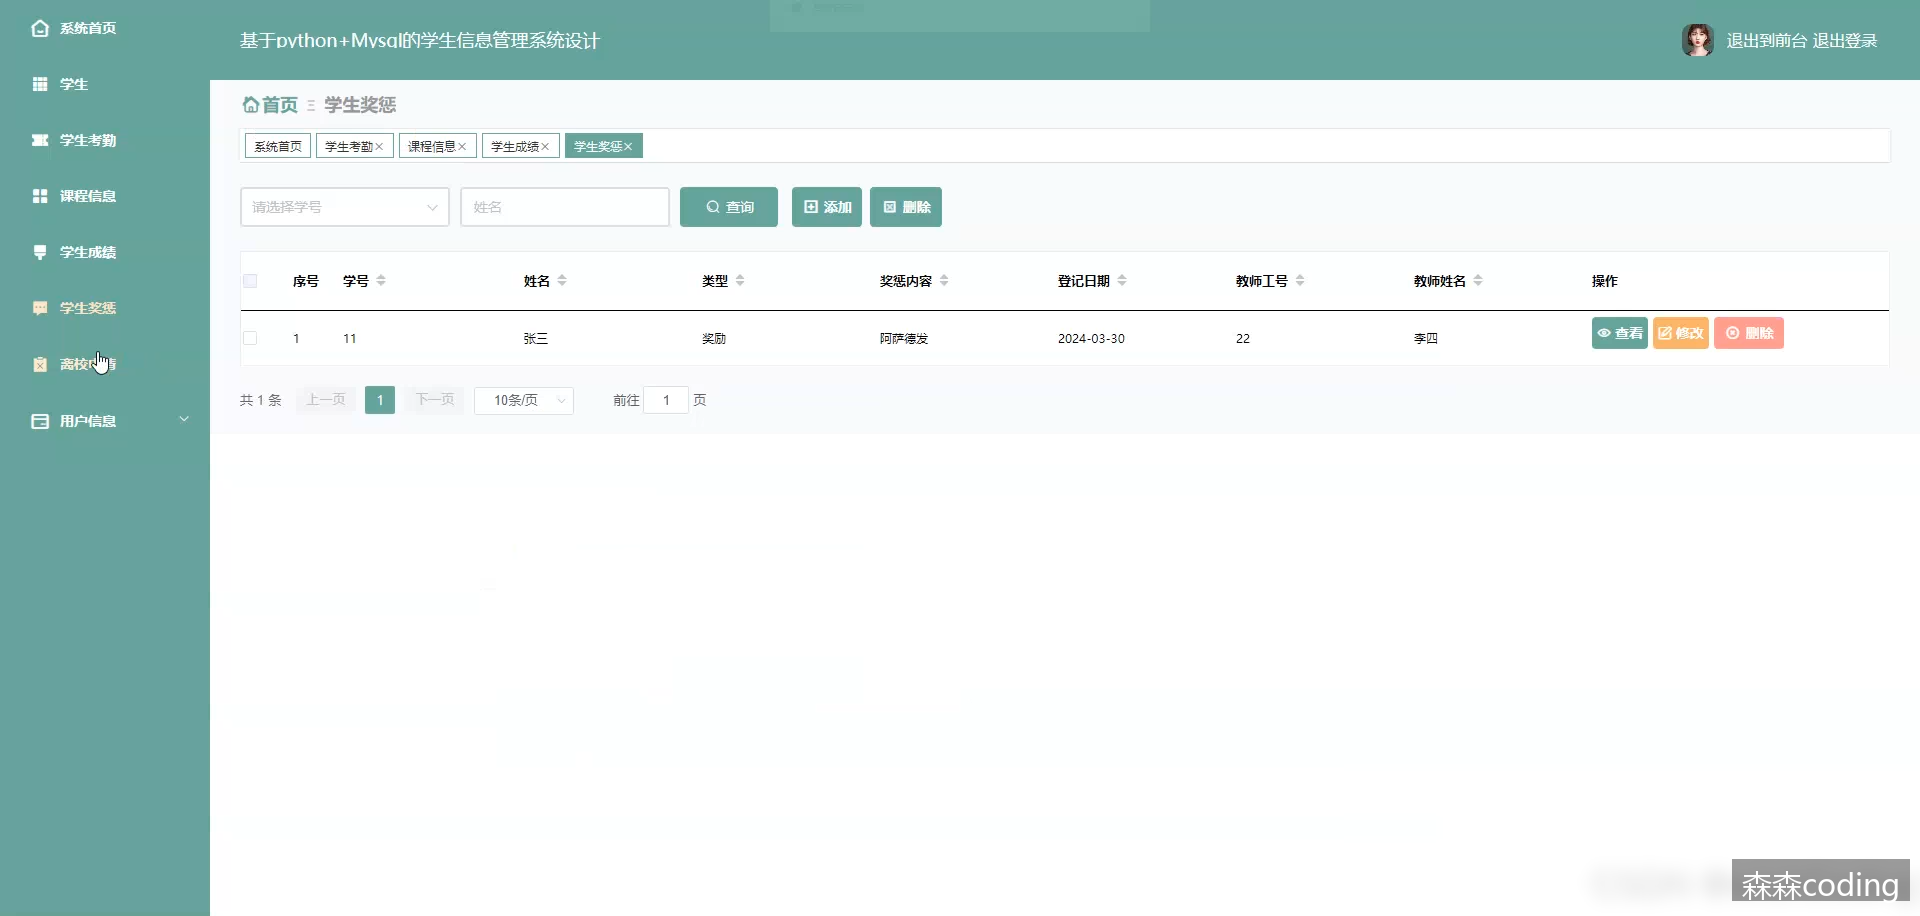 系统首页
学生
学生考勤
课程信息
学生成绩
学生奖惩
离校申请
用户信息
基于python+Mysql的学生信息管理系统设计
退出到前台 退出登录
首页 学生奖惩
系统首页 学生考勤× 课程信息× 学生成绩× 学生奖惩×
请选择学号 姓名 查询 添加 删除
序号 学号 姓名 类型 奖惩内容 登记日期 教师工号 教师姓名 操作
1 11 张三 奖励 阿萨德发 2024-03-30 22 李四 查看 修改 删除
共 1 条 上一页 1 下一页 10条/页 前往 1 页
森森coding